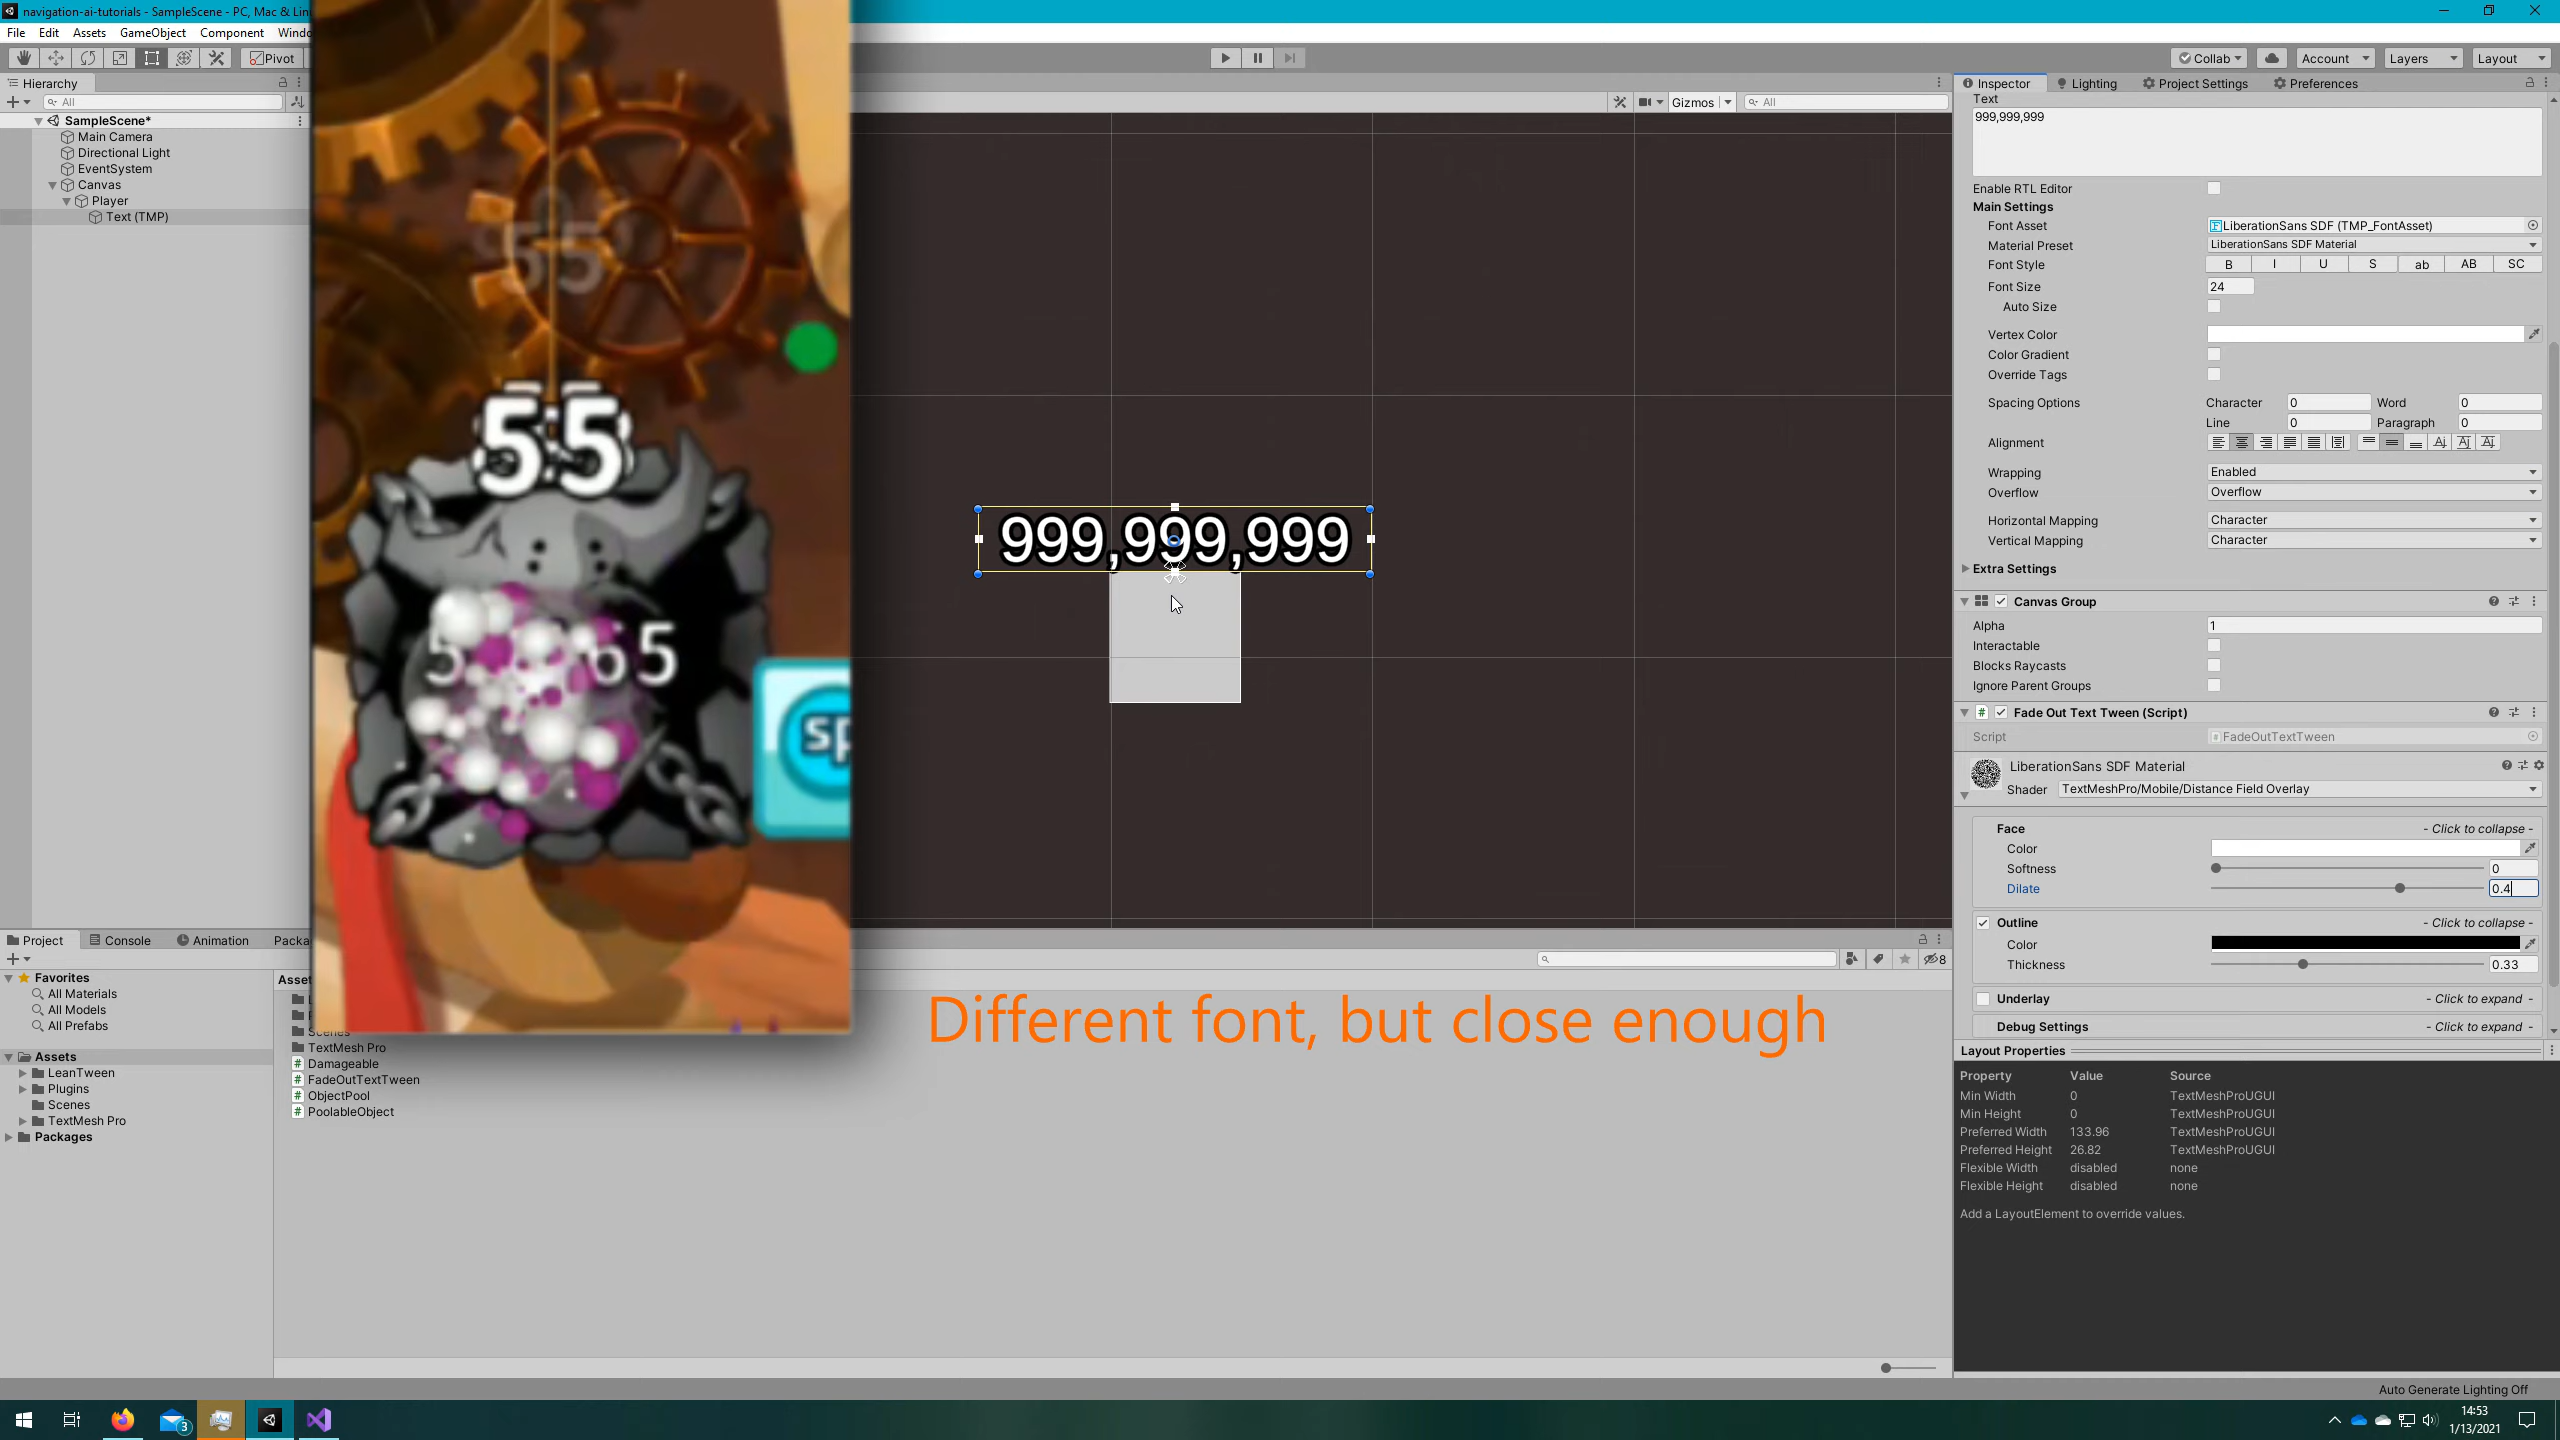 navigation-ai-tutorials - SampleScene - PC, Mac & Lin
File Edit Assets GameObject Component Windo
Pivot
Collab Account Layers Layout
Hierarchy
All
SampleScene*
Main Camera
Directional Light
EventSystem
Canvas
Player
Text (TMP)
Gizmos All
55
55
5 65
sp
999,999,999
Inspector Lighting Project Settings Preferences
Text
999,999,999
Enable RTL Editor
Main Settings
Font Asset LiberationSans SDF (TMP_FontAsset)
Material Preset LiberationSans SDF Material
Font Style B I U S ab AB SC
Font Size 24
Auto Size
Vertex Color
Color Gradient
Override Tags
Spacing Options Character 0 Word 0
Line 0 Paragraph 0
Alignment
Wrapping Enabled
Overflow Overflow
Horizontal Mapping Character
Vertical Mapping Character
Extra Settings
Canvas Group
Alpha 1
Interactable
Blocks Raycasts
Ignore Parent Groups
Fade Out Text Tween (Script)
Script FadeOutTextTween
LiberationSans SDF Material
Shader TextMeshPro/Mobile/Distance Field Overlay
Face - Click to collapse -
Color
Softness 0
Dilate 0.4
Outline - Click to collapse -
Color
Thickness 0.33
Underlay - Click to expand -
Debug Settings - Click to expand -
Layout Properties
Property Value Source
Min Width 0 TextMeshProUGUI
Min Height 0 TextMeshProUGUI
Preferred Width 133.96 TextMeshProUGUI
Preferred Height 26.82 TextMeshProUGUI
Flexible Width disabled none
Flexible Height disabled none
Add a LayoutElement to override values.
Project Console Animation Packa
8
Favorites
All Materials
All Models
All Prefabs
Assets
LeanTween
Plugins
Scenes
TextMesh Pro
Packages
Asset
Scenes
TextMesh Pro
Damageable
FadeOutTextTween
ObjectPool
PoolableObject
Different font, but close enough
Auto Generate Lighting Off
3
14:53
1/13/2021